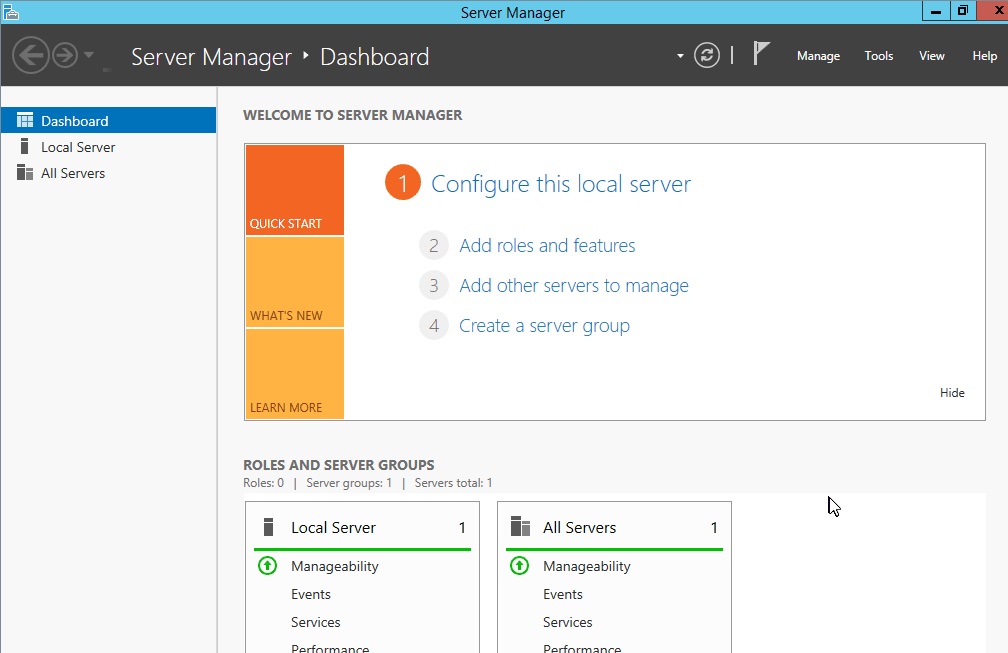 Server Manager
Server Manager ‣ Dashboard
Manage Tools View Help
Dashboard
Local Server
All Servers
WELCOME TO SERVER MANAGER
QUICK START
WHAT'S NEW
LEARN MORE
1 Configure this local server
2 Add roles and features
3 Add other servers to manage
4 Create a server group
Hide
ROLES AND SERVER GROUPS
Roles: 0 | Server groups: 1 | Servers total: 1
Local Server 1
Manageability
Events
Services
Performance
All Servers 1
Manageability
Events
Services
Performance